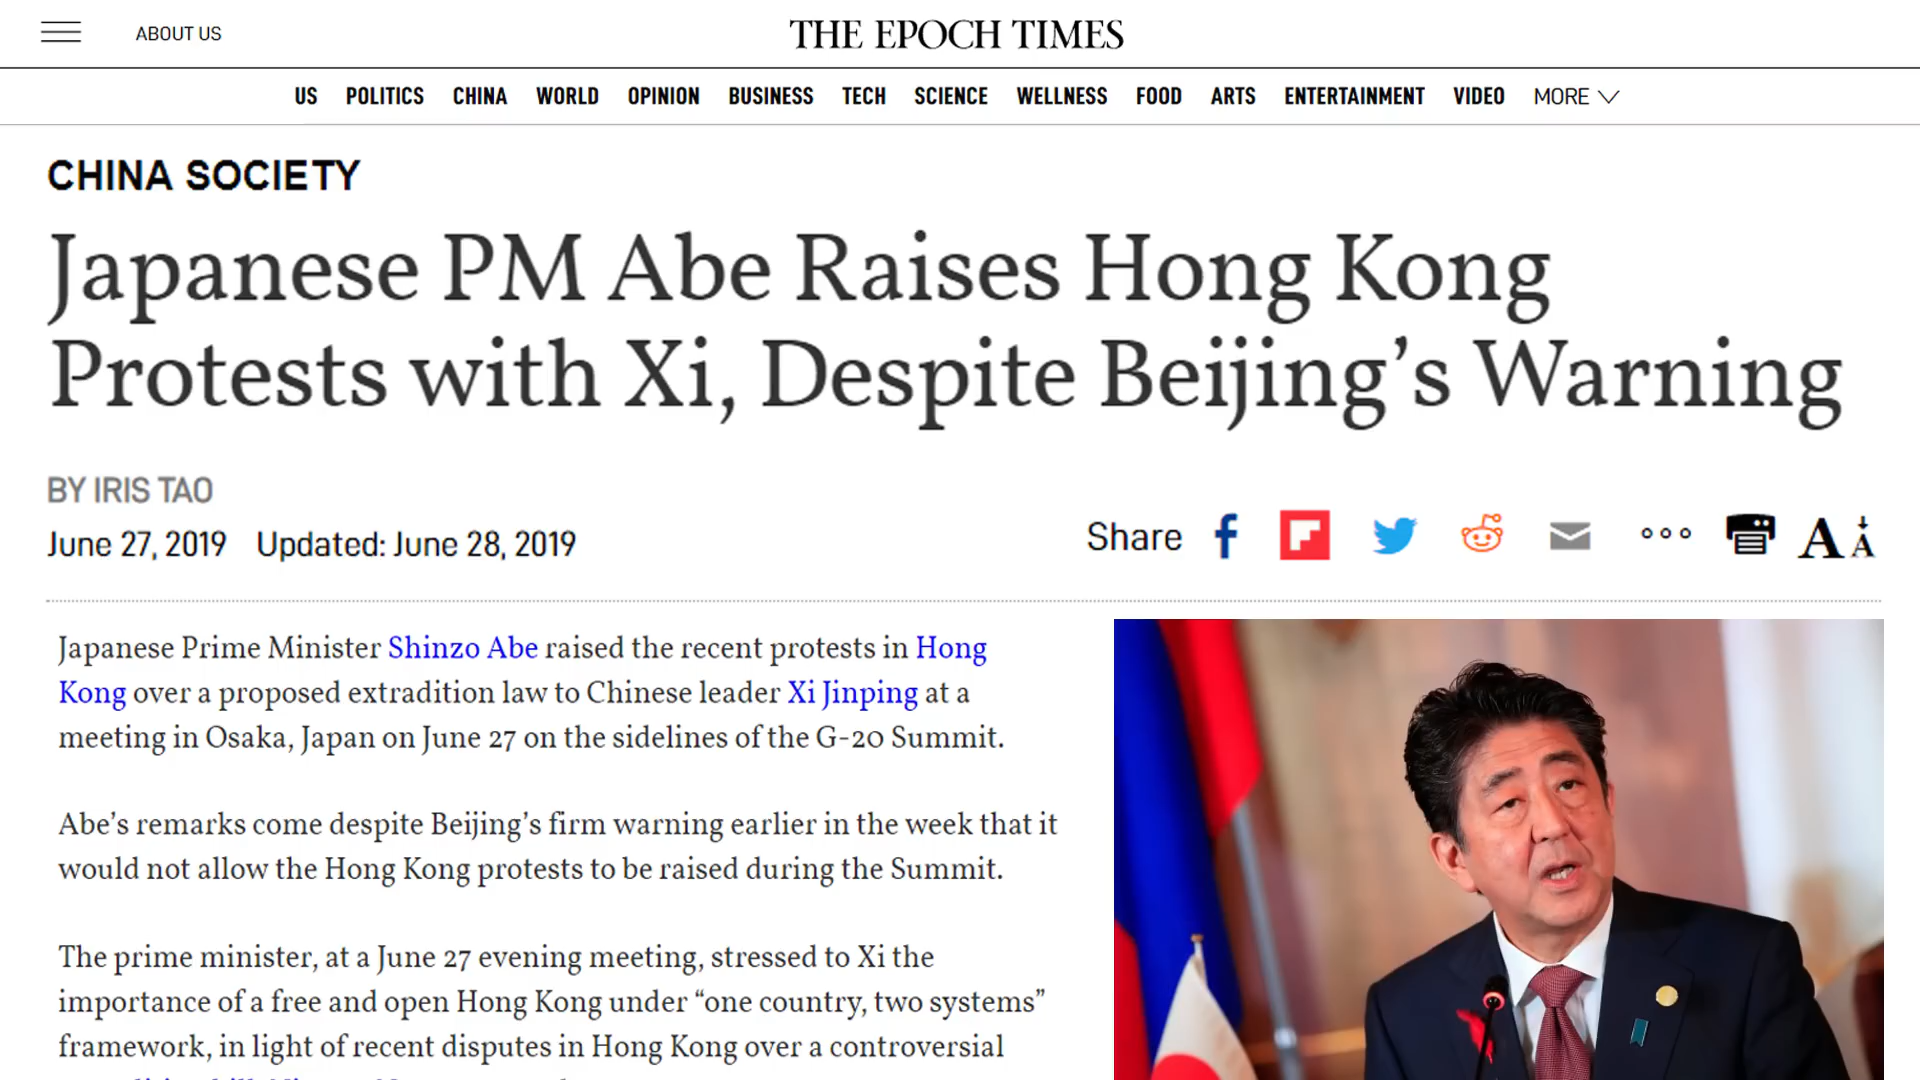 ABOUT US
THE EPOCH TIMES
US POLITICS CHINA WORLD OPINION BUSINESS TECH SCIENCE WELLNESS FOOD ARTS ENTERTAINMENT VIDEO MORE
CHINA SOCIETY
Japanese PM Abe Raises Hong Kong
Protests with Xi, Despite Beijing’s Warning
BY IRIS TAO
June 27, 2019 Updated: June 28, 2019
Share
Japanese Prime Minister Shinzo Abe raised the recent protests in Hong
Kong over a proposed extradition law to Chinese leader Xi Jinping at a
meeting in Osaka, Japan on June 27 on the sidelines of the G-20 Summit.
Abe’s remarks come despite Beijing’s firm warning earlier in the week that it
would not allow the Hong Kong protests to be raised during the Summit.
The prime minister, at a June 27 evening meeting, stressed to Xi the
importance of a free and open Hong Kong under “one country, two systems”
framework, in light of recent disputes in Hong Kong over a controversial